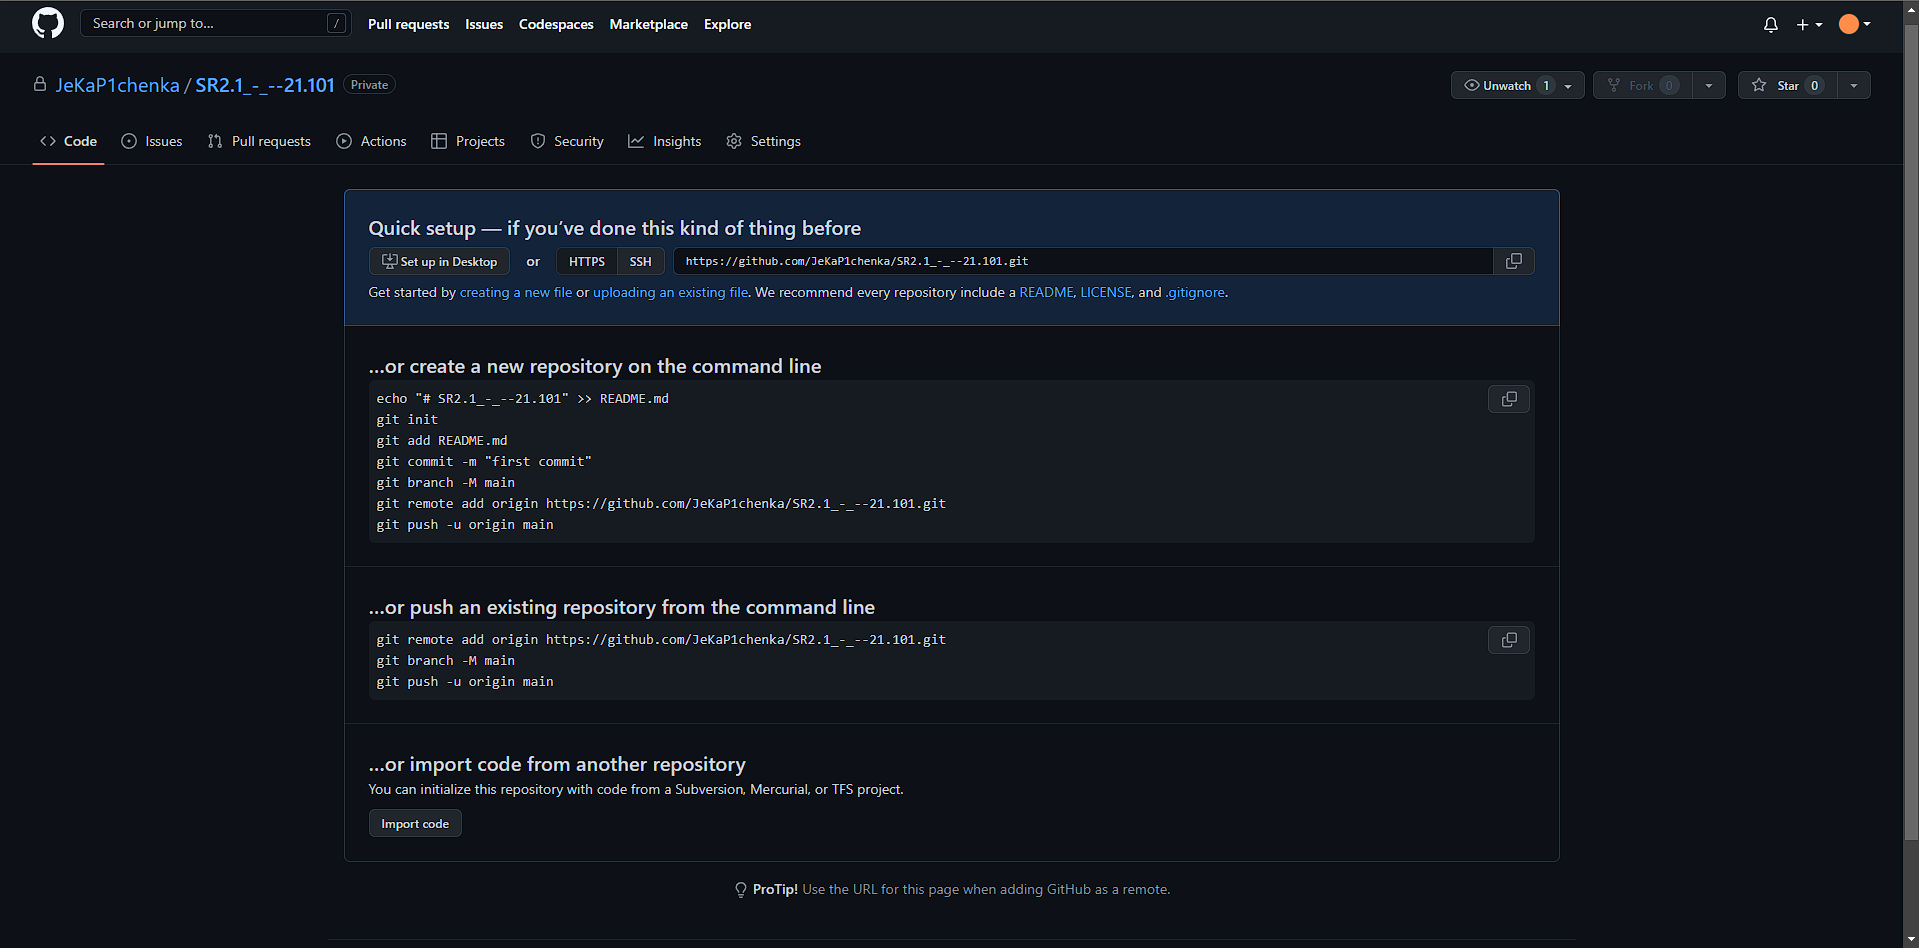 Search or jump to... /
Pull requests Issues Codespaces Marketplace Explore
JeKaP1chenka / SR2.1_-_--21.101 Private
Unwatch 1 Fork 0 Star 0
Code Issues Pull requests Actions Projects Security Insights Settings
Quick setup — if you’ve done this kind of thing before
Set up in Desktop or HTTPS SSH https://github.com/JeKaP1chenka/SR2.1_-_--21.101.git
Get started by creating a new file or uploading an existing file. We recommend every repository include a README, LICENSE, and .gitignore.
…or create a new repository on the command line
echo "# SR2.1_-_--21.101" >> README.md
git init
git add README.md
git commit -m "first commit"
git branch -M main
git remote add origin https://github.com/JeKaP1chenka/SR2.1_-_--21.101.git
git push -u origin main
…or push an existing repository from the command line
git remote add origin https://github.com/JeKaP1chenka/SR2.1_-_--21.101.git
git branch -M main
git push -u origin main
…or import code from another repository
You can initialize this repository with code from a Subversion, Mercurial, or TFS project.
Import code
ProTip! Use the URL for this page when adding GitHub as a remote.